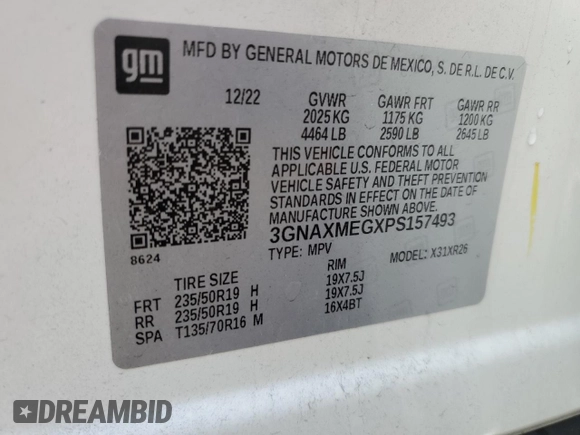 gm
MFD BY GENERAL MOTORS DE MEXICO, S. DE R.L. DE C.V.
12/22 GVWR GAWR FRT GAWR RR
2025 KG 1175 KG 1200 KG
4464 LB 2590 LB 2645 LB
THIS VEHICLE CONFORMS TO ALL
APPLICABLE U.S. FEDERAL MOTOR
VEHICLE SAFETY AND THEFT PREVENTION
STANDARDS IN EFFECT ON THE DATE OF
MANUFACTURE SHOWN ABOVE.
3GNAXMEGXPS157493
8624 TYPE: MPV MODEL: X31XR26
TIRE SIZE RIM
FRT 235/50R19 H 19X7.5J
RR 235/50R19 H 19X7.5J
SPA T135/70R16 M 16X4BT
DREAMBID